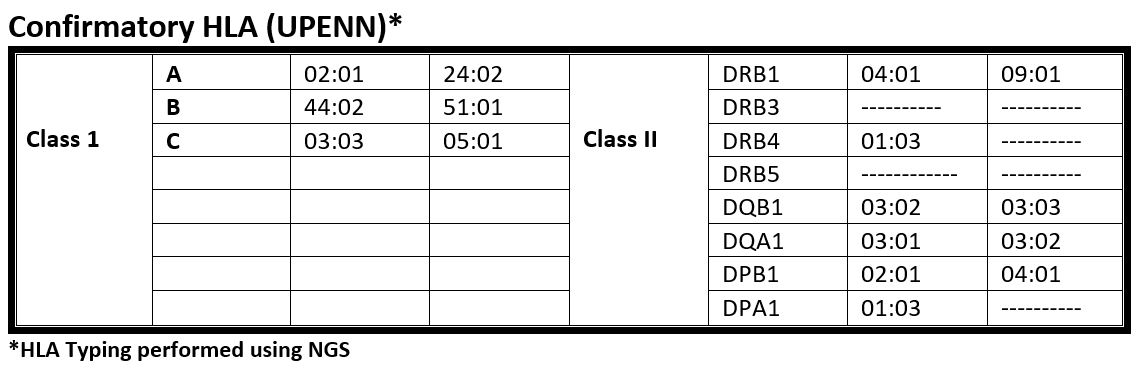 Confirmatory HLA (UPENN)*
A 02:01 24:02 DRB1 04:01 09:01
B 44:02 51:01 DRB3 ---------- ----------
Class 1 C 03:03 05:01 Class II DRB4 01:03 ----------
DRB5 ------------ ----------
DQB1 03:02 03:03
DQA1 03:01 03:02
DPB1 02:01 04:01
DPA1 01:03 ----------
*HLA Typing performed using NGS